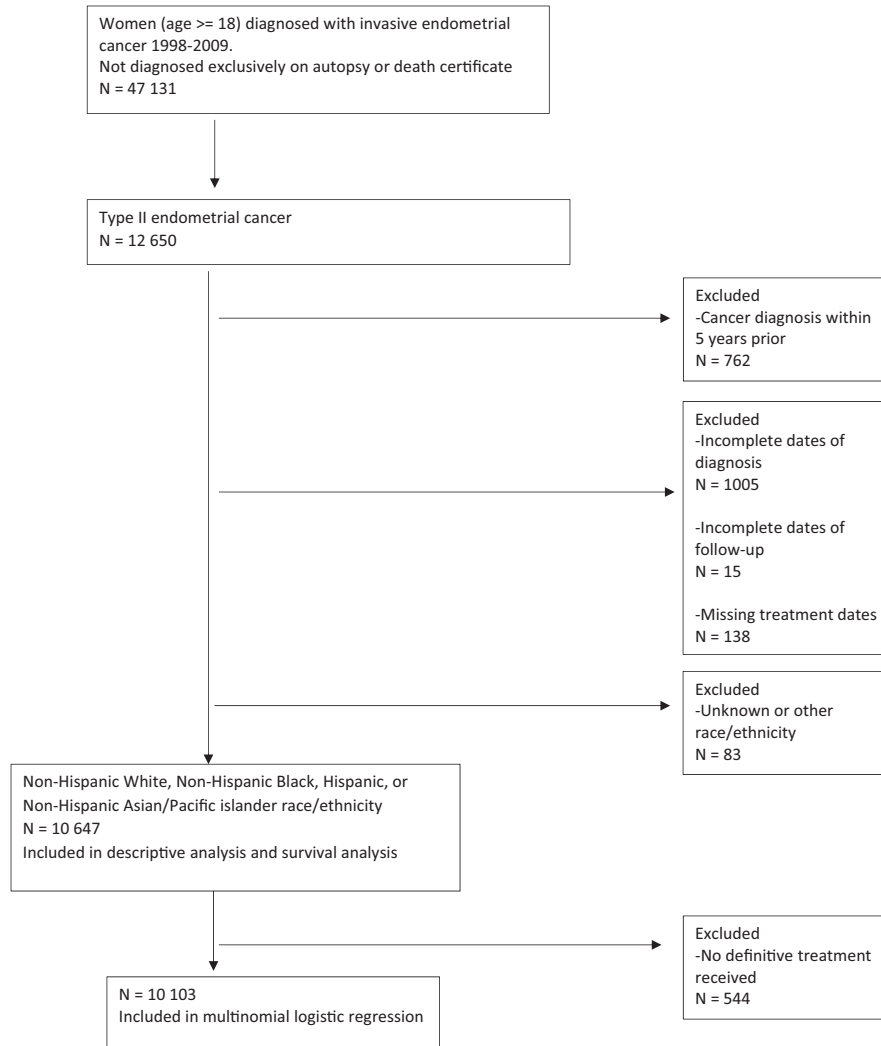 Women (age >= 18) diagnosed with invasive endometrial
cancer 1998-2009.
Not diagnosed exclusively on autopsy or death certificate
N = 47 131
Type II endometrial cancer
N = 12 650
Excluded
-Cancer diagnosis within
5 years prior
N = 762
Excluded
-Incomplete dates of
diagnosis
N = 1005
-Incomplete dates of
follow-up
N = 15
-Missing treatment dates
N = 138
Excluded
-Unknown or other
race/ethnicity
N = 83
Non-Hispanic White, Non-Hispanic Black, Hispanic, or
Non-Hispanic Asian/Pacific islander race/ethnicity
N = 10 647
Included in descriptive analysis and survival analysis
Excluded
-No definitive treatment
received
N = 544
N = 10 103
Included in multinomial logistic regression